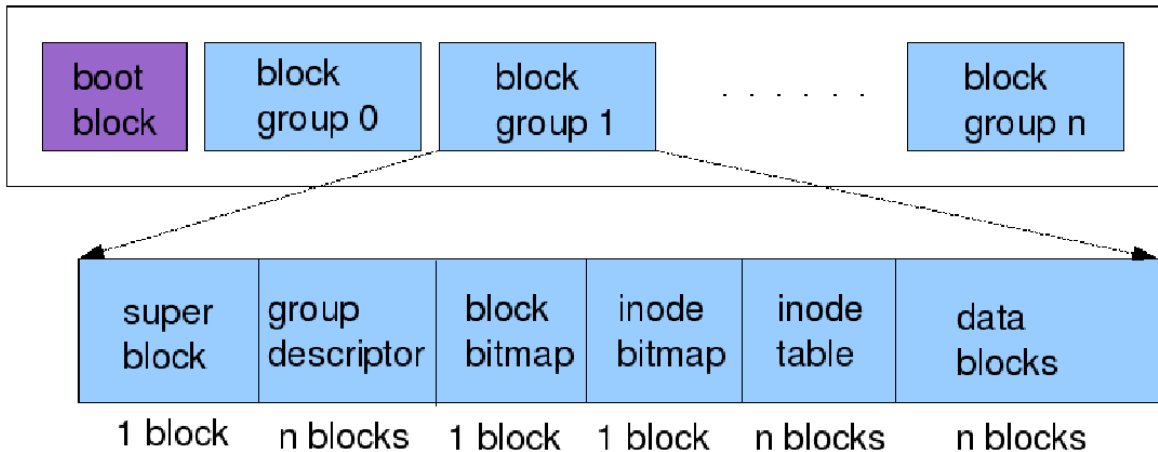 boot
block
block
group 0
block
group 1
. . . . . .
block
group n
super
block
group
descriptor
block
bitmap
inode
bitmap
inode
table
data
blocks
1 block
n blocks
1 block
1 block
n blocks
n blocks